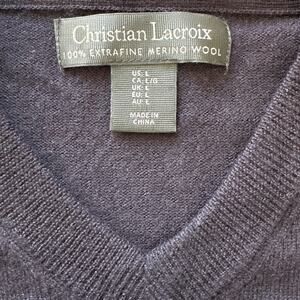 Christian Lacroix
100% EXTRAFINE MERINO WOOL
US: L
CA: L/G
UK: L
EU: L
AU: L
MADE IN
CHINA